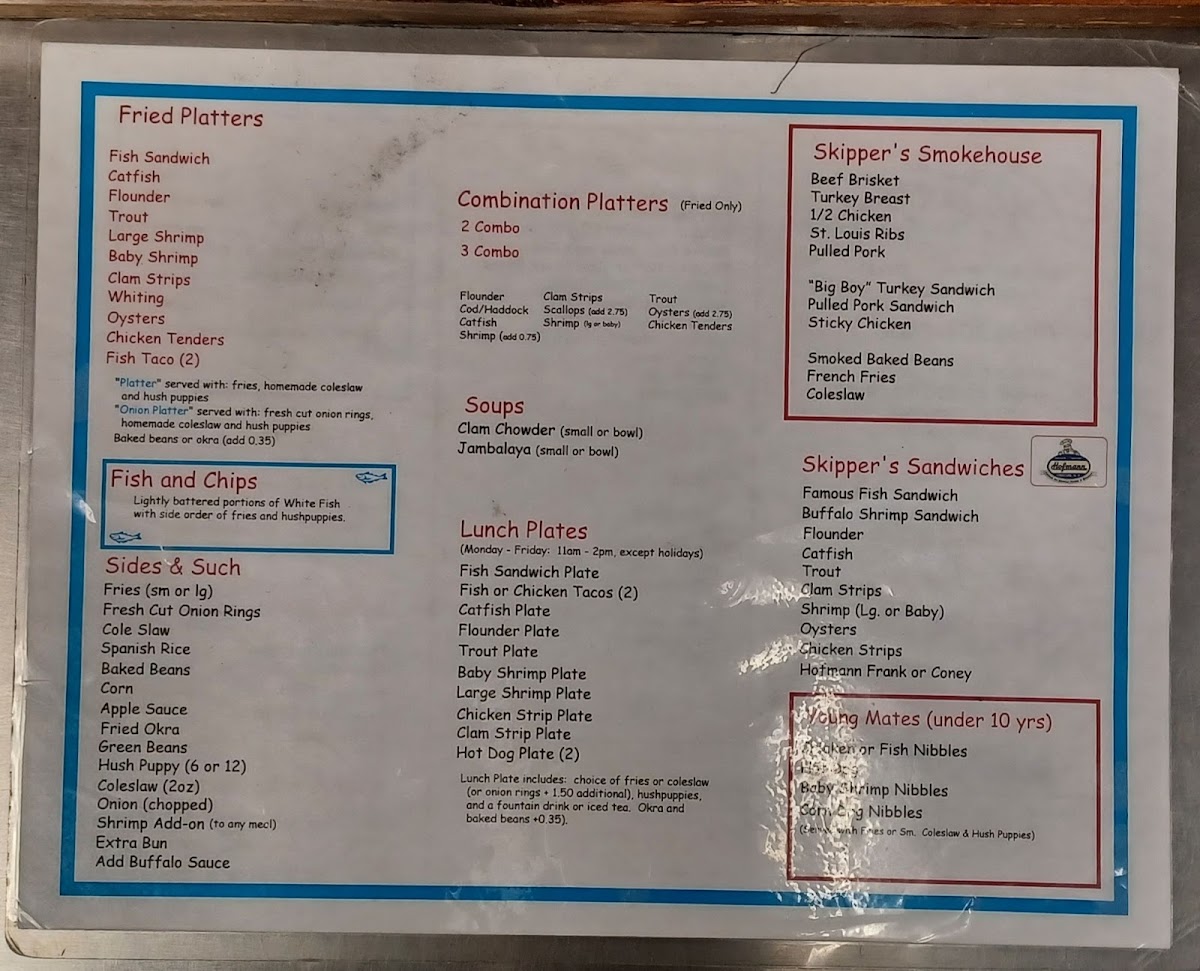 Fried Platters
Fish Sandwich
Catfish
Flounder
Trout
Large Shrimp
Baby Shrimp
Clam Strips
Whiting
Oysters
Chicken Tenders
Fish Taco (2)
"Platter" served with: fries, homemade coleslaw
and hush puppies
"Onion Platter" served with: fresh cut onion rings,
homemade coleslaw and hush puppies
Baked beans or okra (add 0.35)
Fish and Chips
Lightly battered portions of White Fish
with side order of fries and hushpuppies.
Sides & Such
Fries (sm or lg)
Fresh Cut Onion Rings
Cole Slaw
Spanish Rice
Baked Beans
Corn
Apple Sauce
Fried Okra
Green Beans
Hush Puppy (6 or 12)
Coleslaw (2oz)
Onion (chopped)
Shrimp Add-on (to any mecl)
Extra Bun
Add Buffalo Sauce
Combination Platters (Fried Only)
2 Combo
3 Combo
Flounder Clam Strips Trout
Cod/Haddock Scallops (add 2.75) Oysters (add 2.75)
Catfish Shrimp (lg or baby) Chicken Tenders
Shrimp (add 0.75)
Soups
Clam Chowder (small or bowl)
Jambalaya (small or bowl)
Lunch Plates
(Monday - Friday: 11am - 2pm, except holidays)
Fish Sandwich Plate
Fish or Chicken Tacos (2)
Catfish Plate
Flounder Plate
Trout Plate
Baby Shrimp Plate
Large Shrimp Plate
Chicken Strip Plate
Clam Strip Plate
Hot Dog Plate (2)
Lunch Plate includes: choice of fries or coleslaw
(or onion rings + 1.50 additional), hushpuppies,
and a fountain drink or iced tea. Okra and
baked beans +0.35).
Skipper's Smokehouse
Beef Brisket
Turkey Breast
1/2 Chicken
St. Louis Ribs
Pulled Pork
"Big Boy" Turkey Sandwich
Pulled Pork Sandwich
Sticky Chicken
Smoked Baked Beans
French Fries
Coleslaw
Skipper's Sandwiches
Hofmann
Famous Fish Sandwich
Buffalo Shrimp Sandwich
Flounder
Catfish
Trout
Clam Strips
Shrimp (Lg. or Baby)
Oysters
Chicken Strips
Hofmann Frank or Coney
Young Mates (under 10 yrs)
Chicken or Fish Nibbles
Baby Shrimp Nibbles
Corn Dog Nibbles
(Served with Fries or Sm. Coleslaw & Hush Puppies)